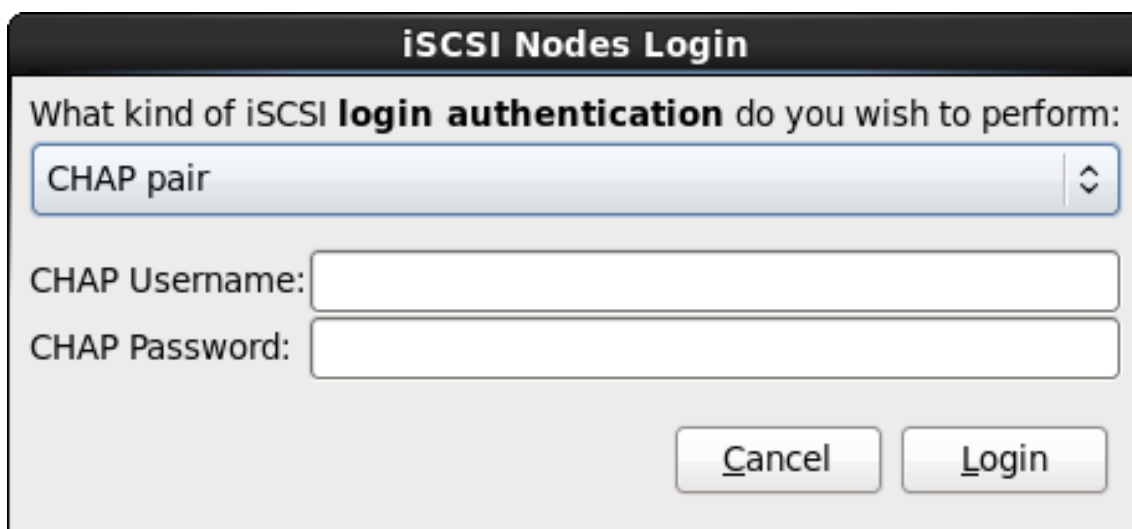 iSCSI Nodes Login
What kind of iSCSI login authentication do you wish to perform:
CHAP pair
CHAP Username:
CHAP Password:
Cancel Login